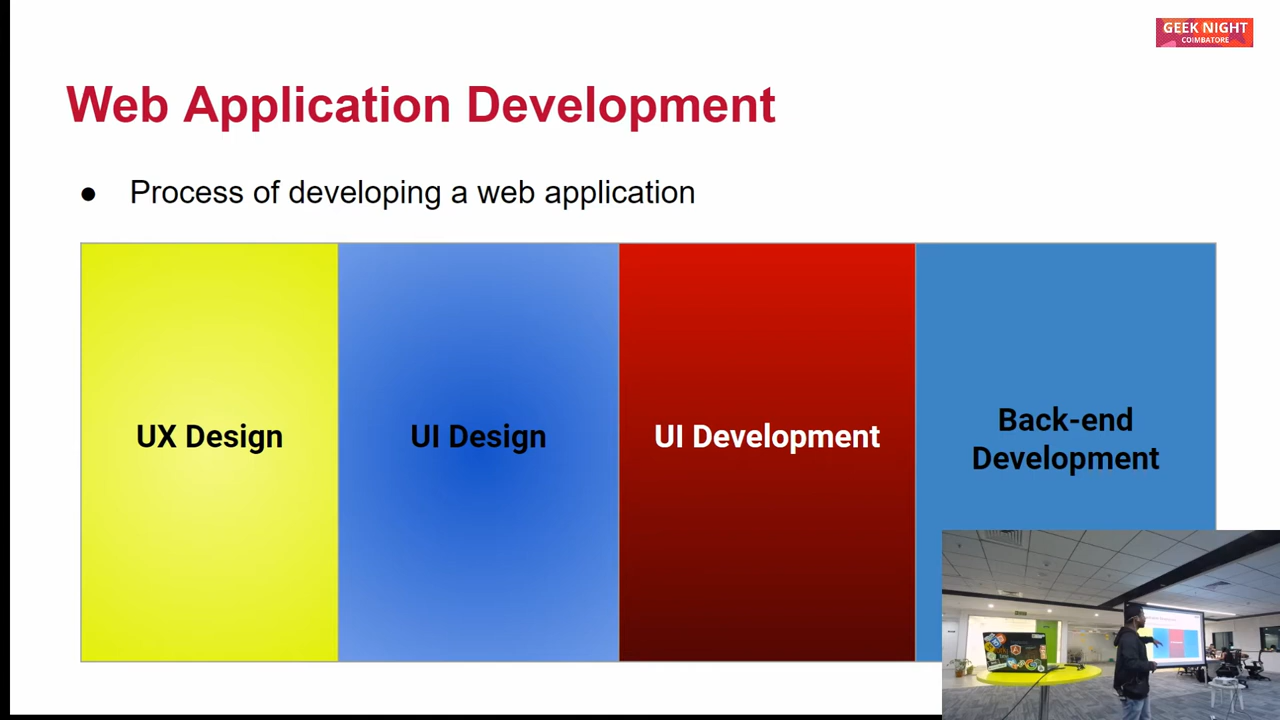 GEEK NIGHT
COIMBATORE
Web Application Development
● Process of developing a web application
UX Design
UI Design
UI Development
Back-end
Development